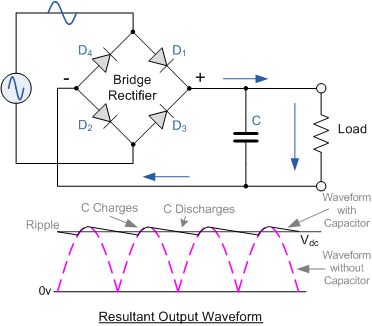 D4
D1
-
Bridge
Rectifier
+
D2
D3
C
Load
C Charges
C Discharges
Waveform
with
Capacitor
Ripple
Vdc
Waveform
without
Capacitor
0v
Resultant Output Waveform